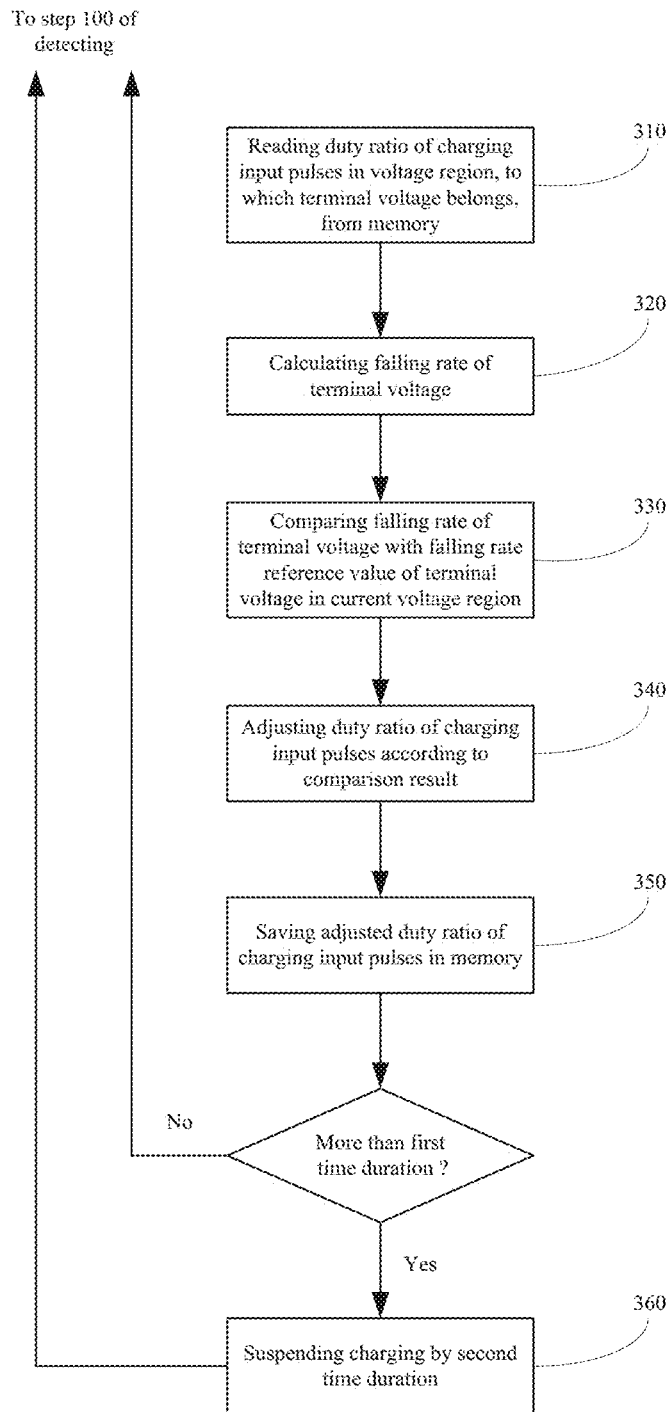 To step 100 of
detecting
310
Reading duty ratio of charging
input pulses in voltage region, to
which terminal voltage belongs,
from memory
320
Calculating falling rate of
terminal voltage
330
Comparing falling rate of
terminal voltage with falling rate
reference value of terminal
voltage in current voltage region
340
Adjusting duty ratio of charging
input pulses according to
comparison result
350
Saving adjusted duty ratio of
charging input pulses in memory
No
More than first
time duration ?
Yes
360
Suspending charging by second
time duration